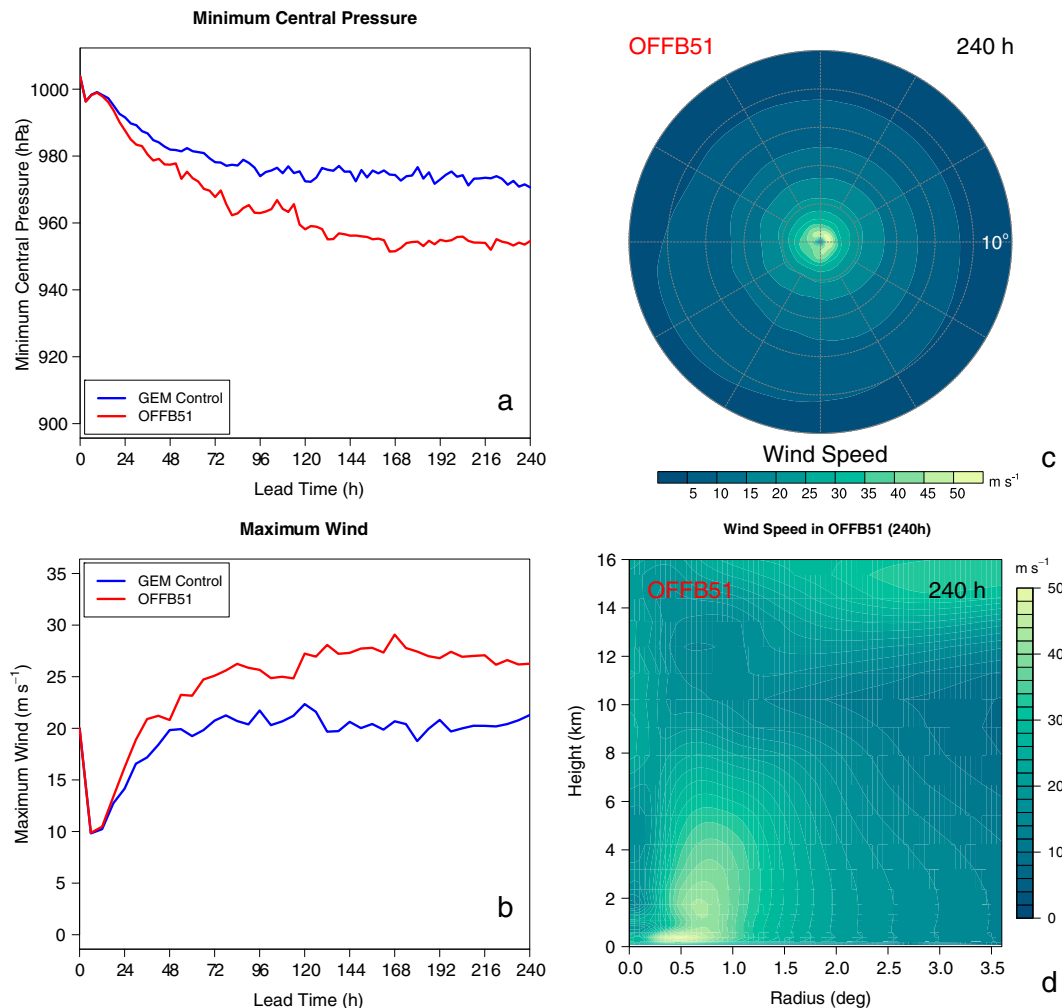 Minimum Central Pressure
Minimum Central Pressure (hPa)
1000
980
960
940
920
900
GEM Control
OFFB51
a
0 24 48 72 96 120 144 168 192 216 240
Lead Time (h)
OFFB51
240 h
10°
Wind Speed
c
m s⁻¹
5 10 15 20 25 30 35 40 45 50
Maximum Wind
Maximum Wind (m s⁻¹)
35
30
25
20
15
10
5
0
GEM Control
OFFB51
b
0 24 48 72 96 120 144 168 192 216 240
Lead Time (h)
Wind Speed in OFFB51 (240h)
OFFB51
240 h
Height (km)
16
14
12
10
8
6
4
2
0
0.0 0.5 1.0 1.5 2.0 2.5 3.0 3.5
Radius (deg)
m s⁻¹
50
40
30
20
10
0
d